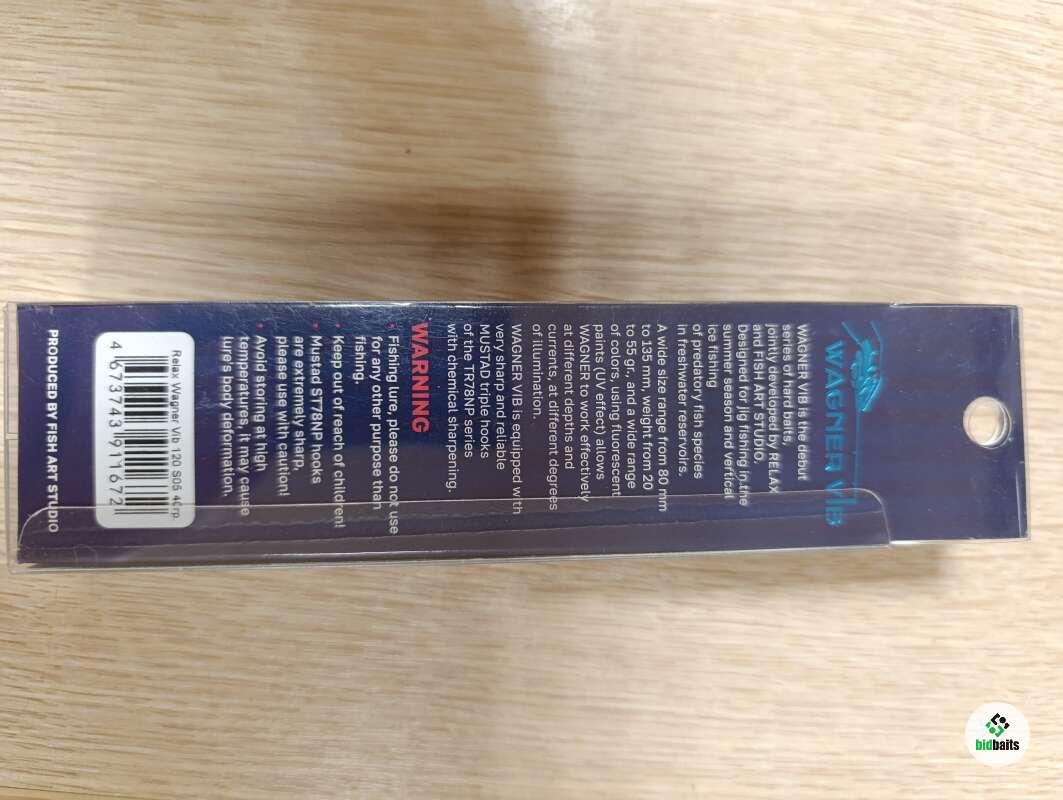 WAGNER VIB
WAGNER VIB is the debut
series of hard baits,
jointly developed by RELAX
and FISH ART STUDIO.
Designed for jig fishing in the
summer season and vertical
ice fishing
of predatory fish species
in freshwater reservoirs.
A wide size range from 80 mm
to 135 mm, weight from 20
to 55 gr., and a wide range
of colors, using fluorescent
paints (UV effect) allows
WAGNER to work effectively
at different depths and
currents, at different degrees
of illumination.
WAGNER VIB is equipped with
very sharp and reliable
MUSTAD triple hooks
of the TR78NP series
with chemical sharpening.
WARNING
• Fishing lure, please do not use
for any other purpose than
fishing.
• Keep out of reach of children!
• Mustad ST78NP hooks
are extremely sharp,
please use with caution!
• Avoid storing at high
temperatures, it may cause
lure's body deformation.
Relax Wagner Vib 120 S05 46гр.
4 673743 911672
PRODUCED BY FISH ART STUDIO
bidbaits